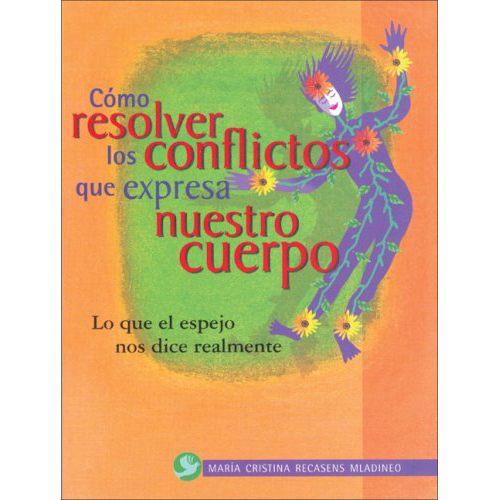 Cómo
resolver
los conflictos
que expresa
nuestro
cuerpo
Lo que el espejo
nos dice realmente
MARÍA CRISTINA RECASENS MLADINEO